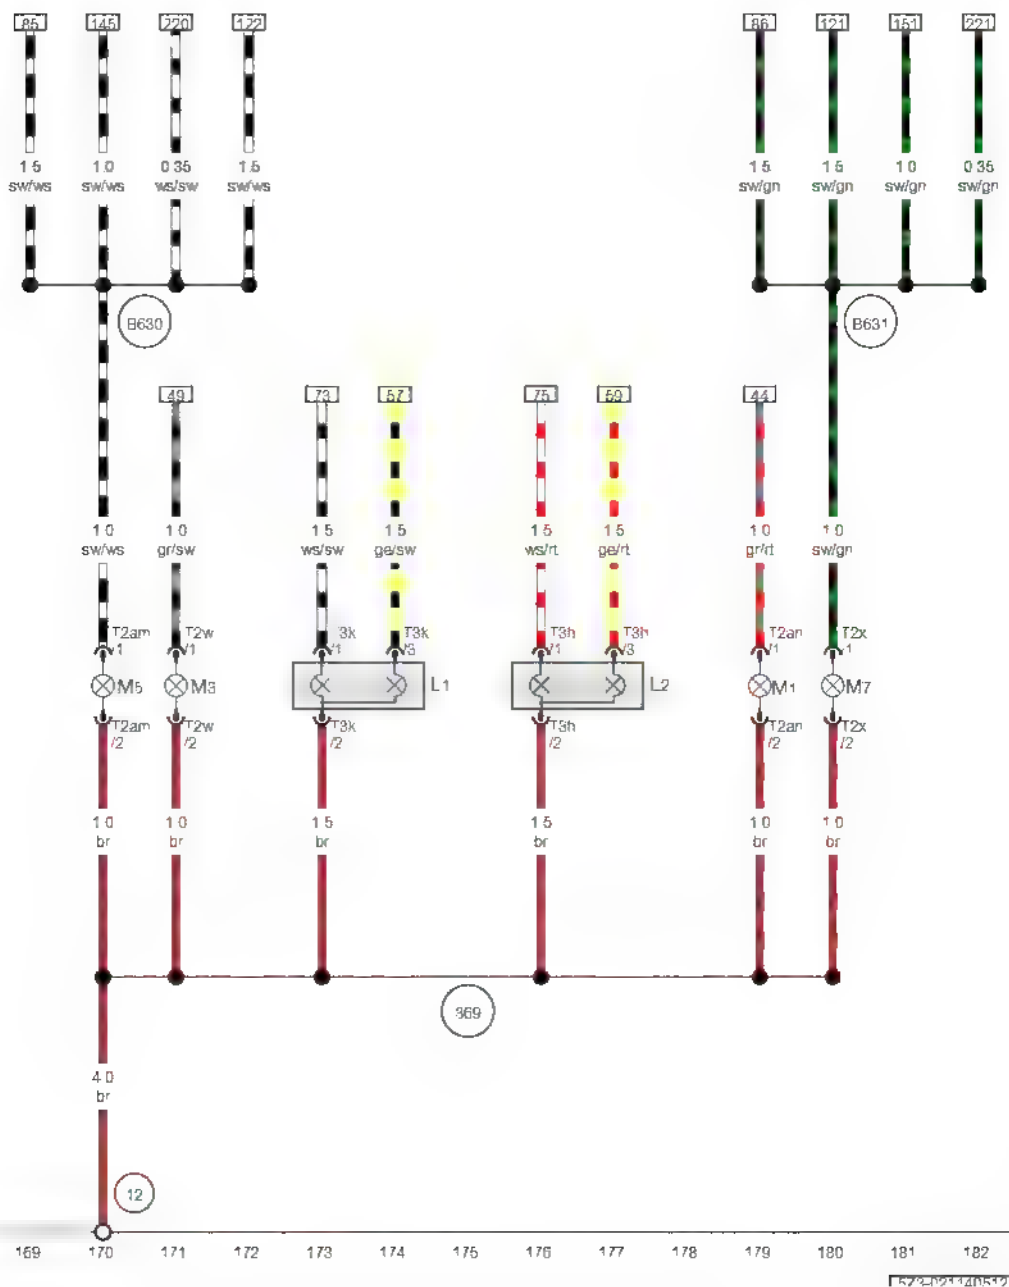 85 145 220 122 86 121 151 221
1.5 1.0 0.35 1.5 1.5 1.5 1.0 0.35
sw/ws sw/ws ws/sw sw/ws sw/gn sw/gn sw/gn sw/gn
B630 B631
49 73 57 75 59 44
1.0 1.0 1.5 1.5 1.5 1.5 1.0 1.0
sw/ws gr/sw ws/sw ge/sw ws/rt ge/rt gr/rt sw/gn
T2am T2w T3k T3k T3h T3h T2an T2x
/1 /1 /1 /3 /1 /3 /1 /1
M5 M3 L1 L2 M1 M7
T2am T2w T3k T3h T2an T2x
/2 /2 /2 /2 /2 /2
1.0 1.0 1.5 1.5 1.0 1.0
br br br br br br
369
4.0
br
12
169 170 171 172 173 174 175 176 177 178 179 180 181 182